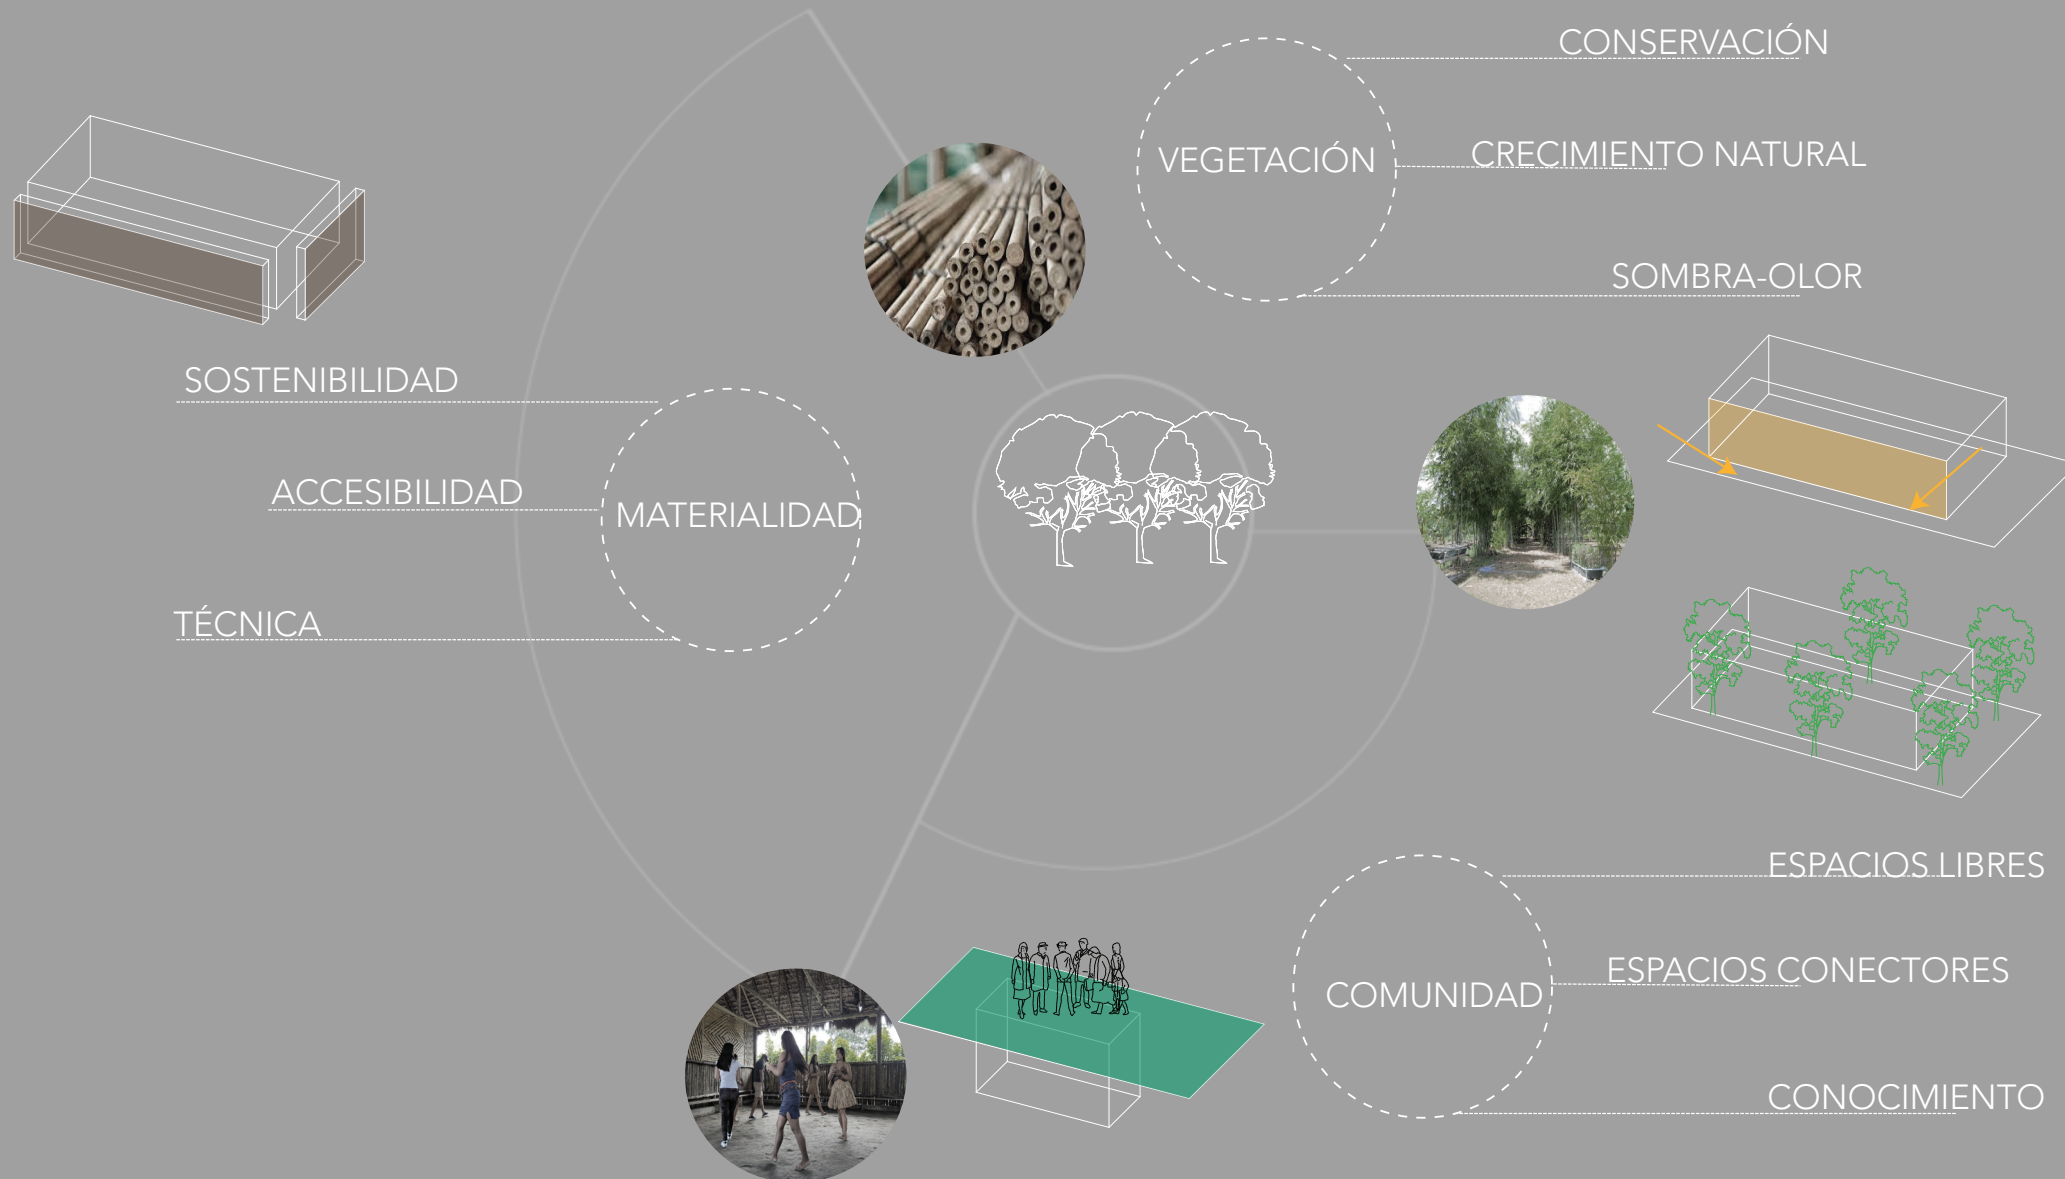 CONSERVACIÓN
VEGETACIÓN
CRECIMIENTO NATURAL
SOMBRA-OLOR
SOSTENIBILIDAD
ACCESIBILIDAD
MATERIALIDAD
TÉCNICA
ESPACIOS LIBRES
ESPACIOS CONECTORES
COMUNIDAD
CONOCIMIENTO